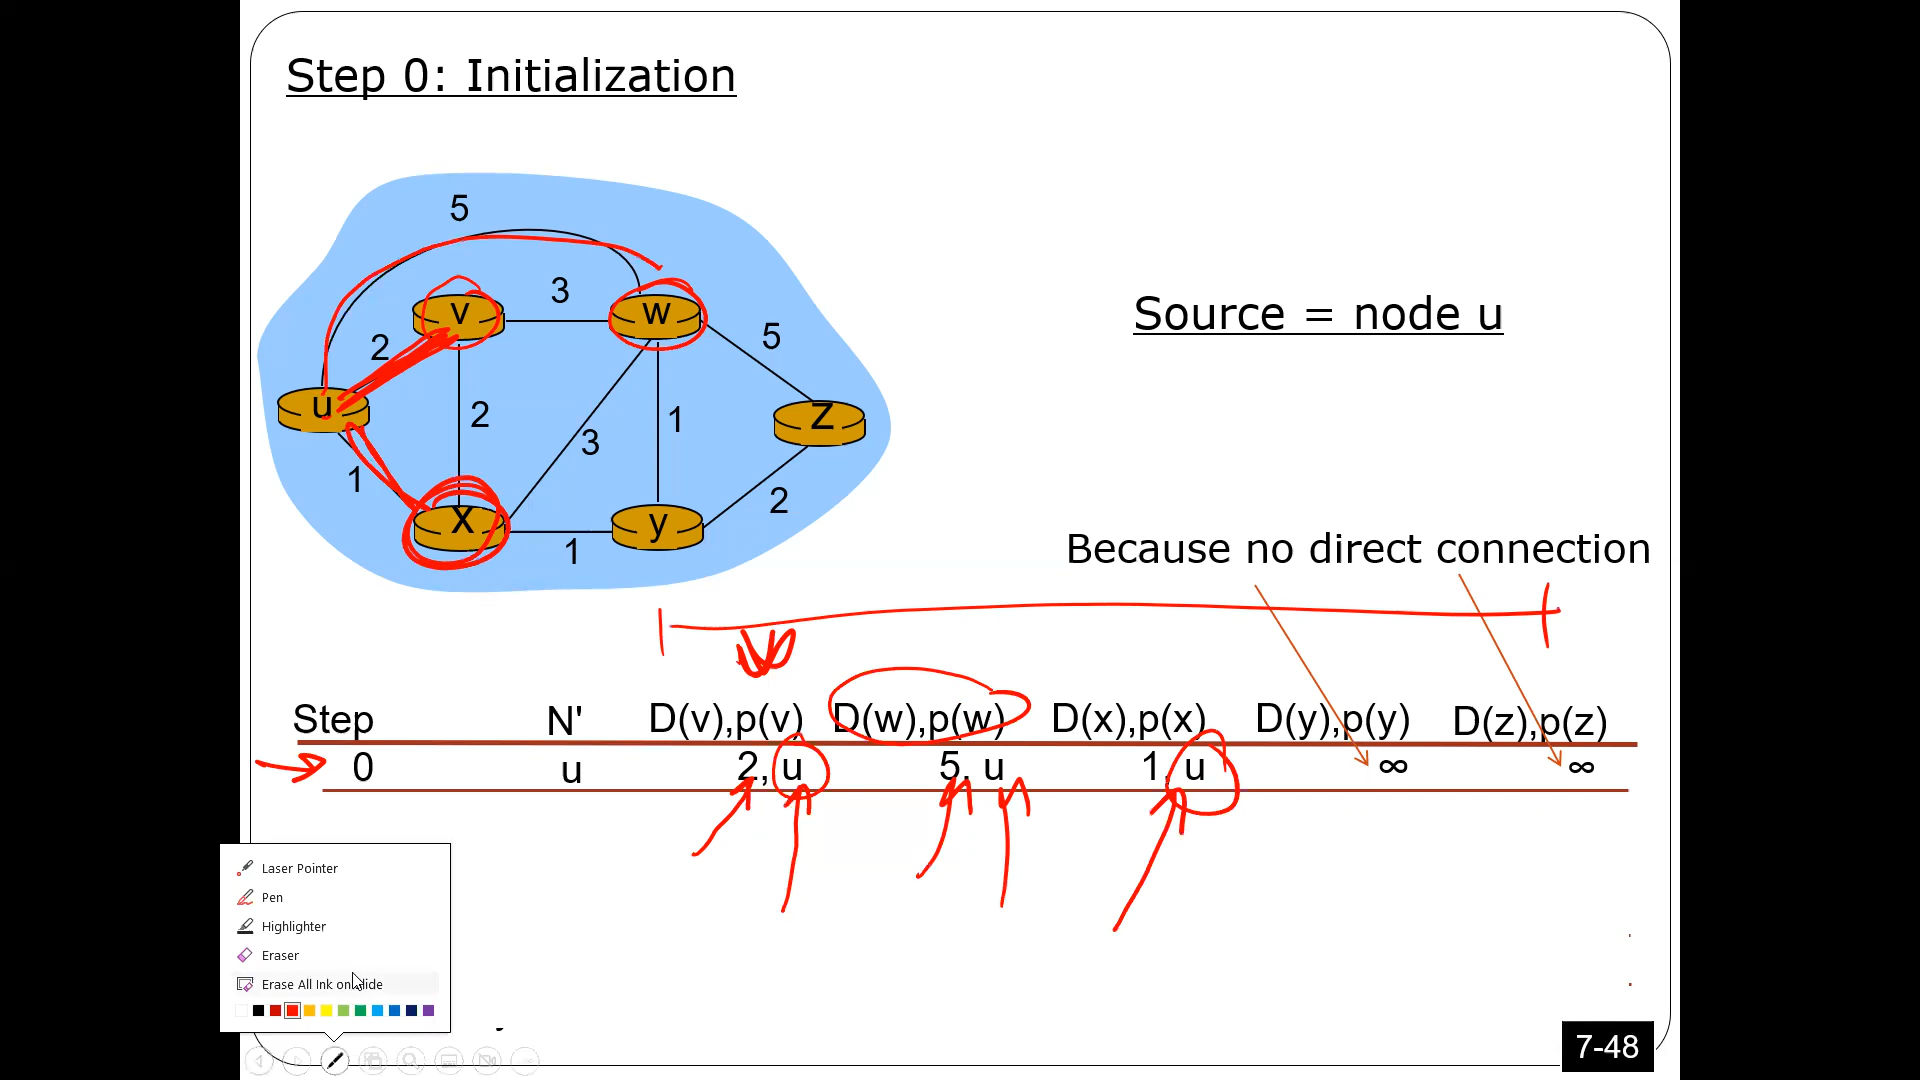 Step 0: Initialization
5
v
3
w
2
5
Source = node u
u
2
3
1
z
1
2
x
1
y
Because no direct connection
Step N' D(v),p(v) D(w),p(w) D(x),p(x) D(y),p(y) D(z),p(z)
0 u 2, u 5, u 1, u ∞ ∞
Laser Pointer
Pen
Highlighter
Eraser
Erase All Ink on Slide
7-48